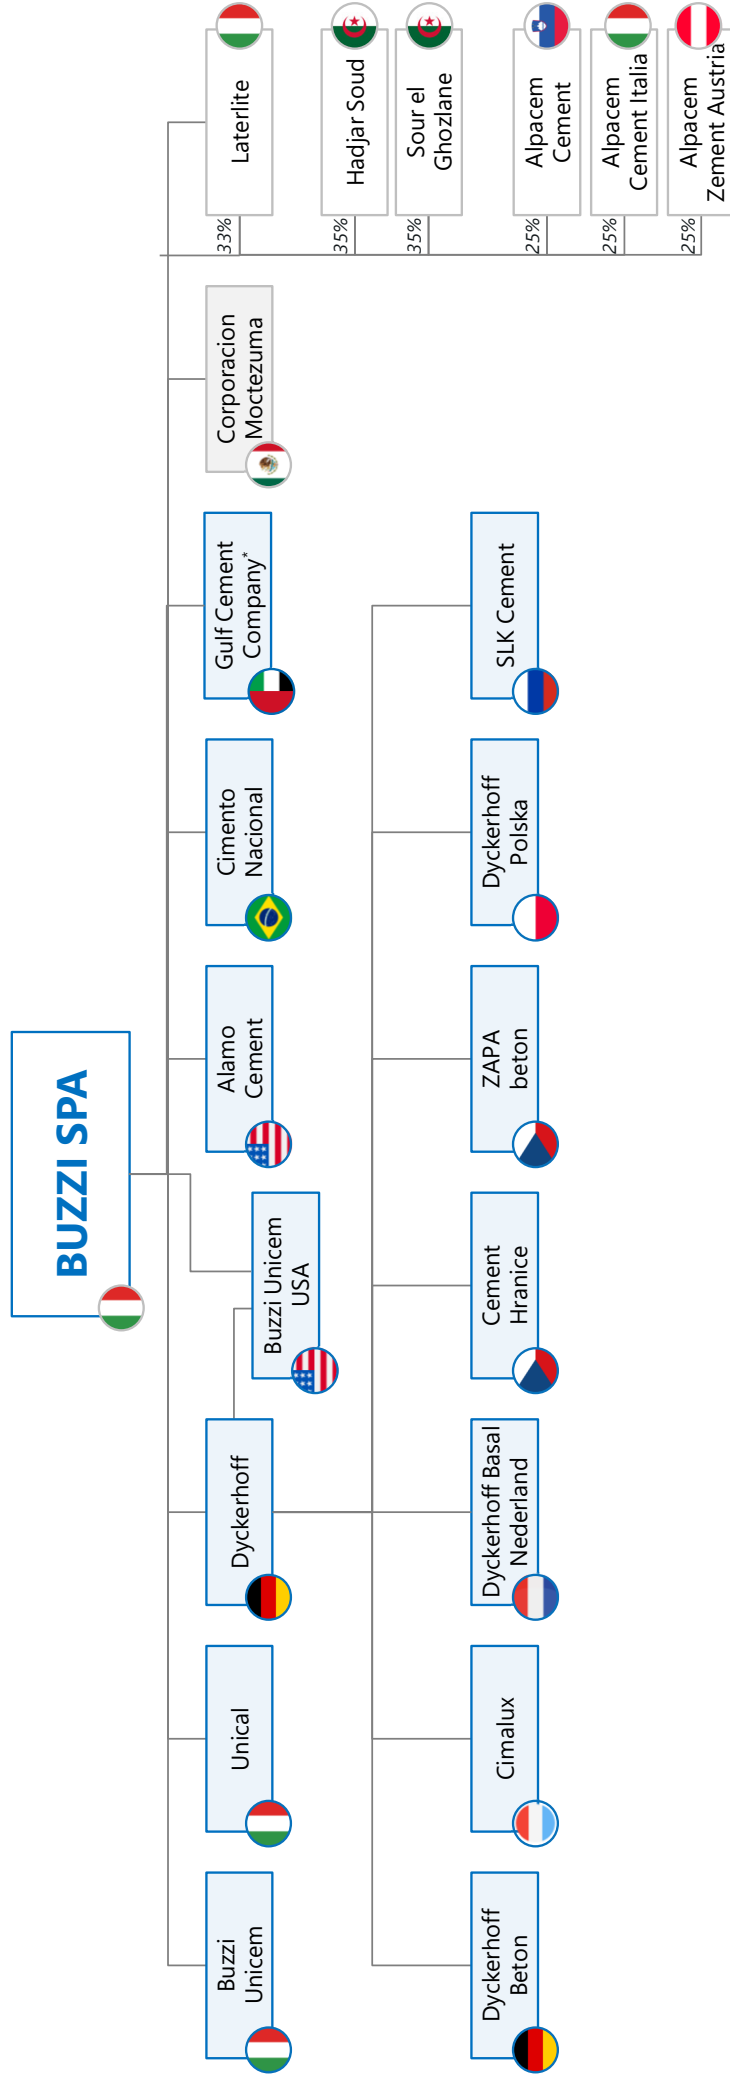 BUZZI SPA
Buzzi
Unicem
Unical
Dyckerhoff
Buzzi Unicem
USA
Alamo
Cement
Cimento
Nacional
Gulf Cement
Company*
Corporacion
Moctezuma
33%
Laterlite
35%
Hadjar Soud
35%
Sour el
Ghozlane
25%
Alpacem
Cement
25%
Alpacem
Cement Italia
25%
Alpacem
Zement Austria
Dyckerhoff
Beton
Cimalux
Dyckerhoff Basal
Nederland
Cement
Hranice
ZAPA
beton
Dyckerhoff
Polska
SLK Cement